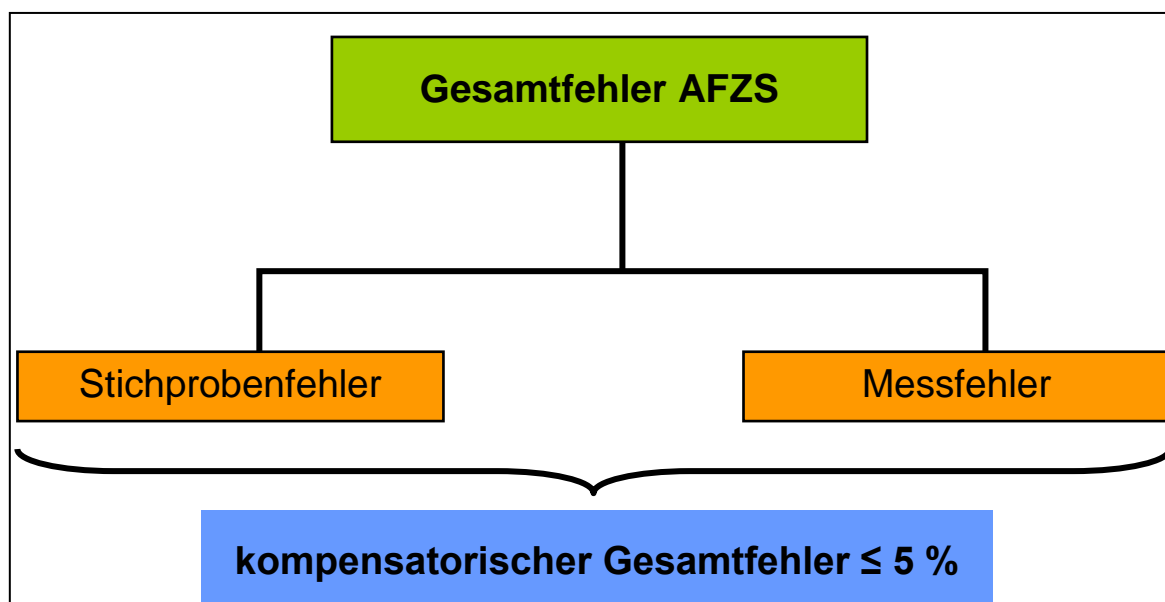 Gesamtfehler AFZS
Stichprobenfehler
Messfehler
kompensatorischer Gesamtfehler ≤ 5 %